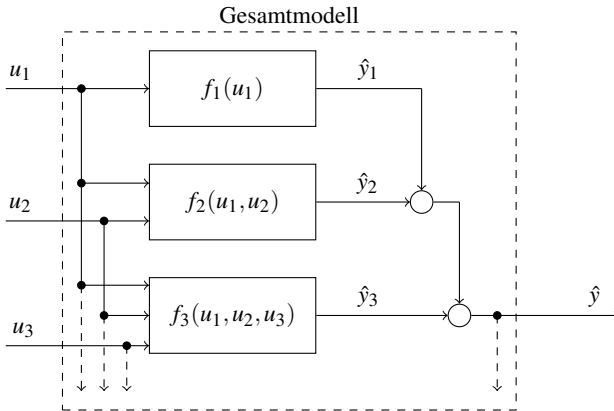 Gesamtmodell
u₁
f₁(u₁)
ŷ₁
u₂
f₂(u₁,u₂)
ŷ₂
u₃
f₃(u₁,u₂,u₃)
ŷ₃
ŷ